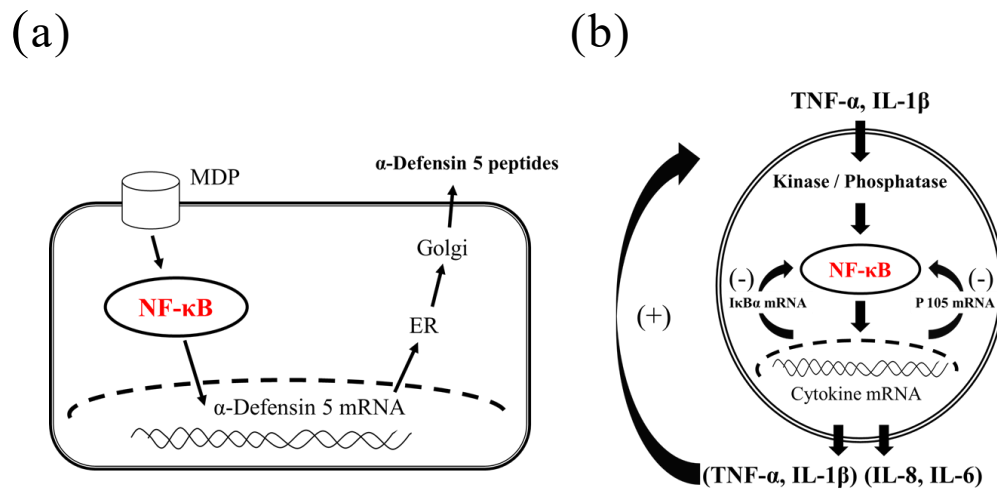 (a)
MDP
α-Defensin 5 peptides
Golgi
NF-κB
ER
α-Defensin 5 mRNA
(b)
TNF-α, IL-1β
Kinase / Phosphatase
NF-κB
(-)
(-)
IκBα mRNA
P 105 mRNA
(+)
Cytokine mRNA
(TNF-α, IL-1β) (IL-8, IL-6)